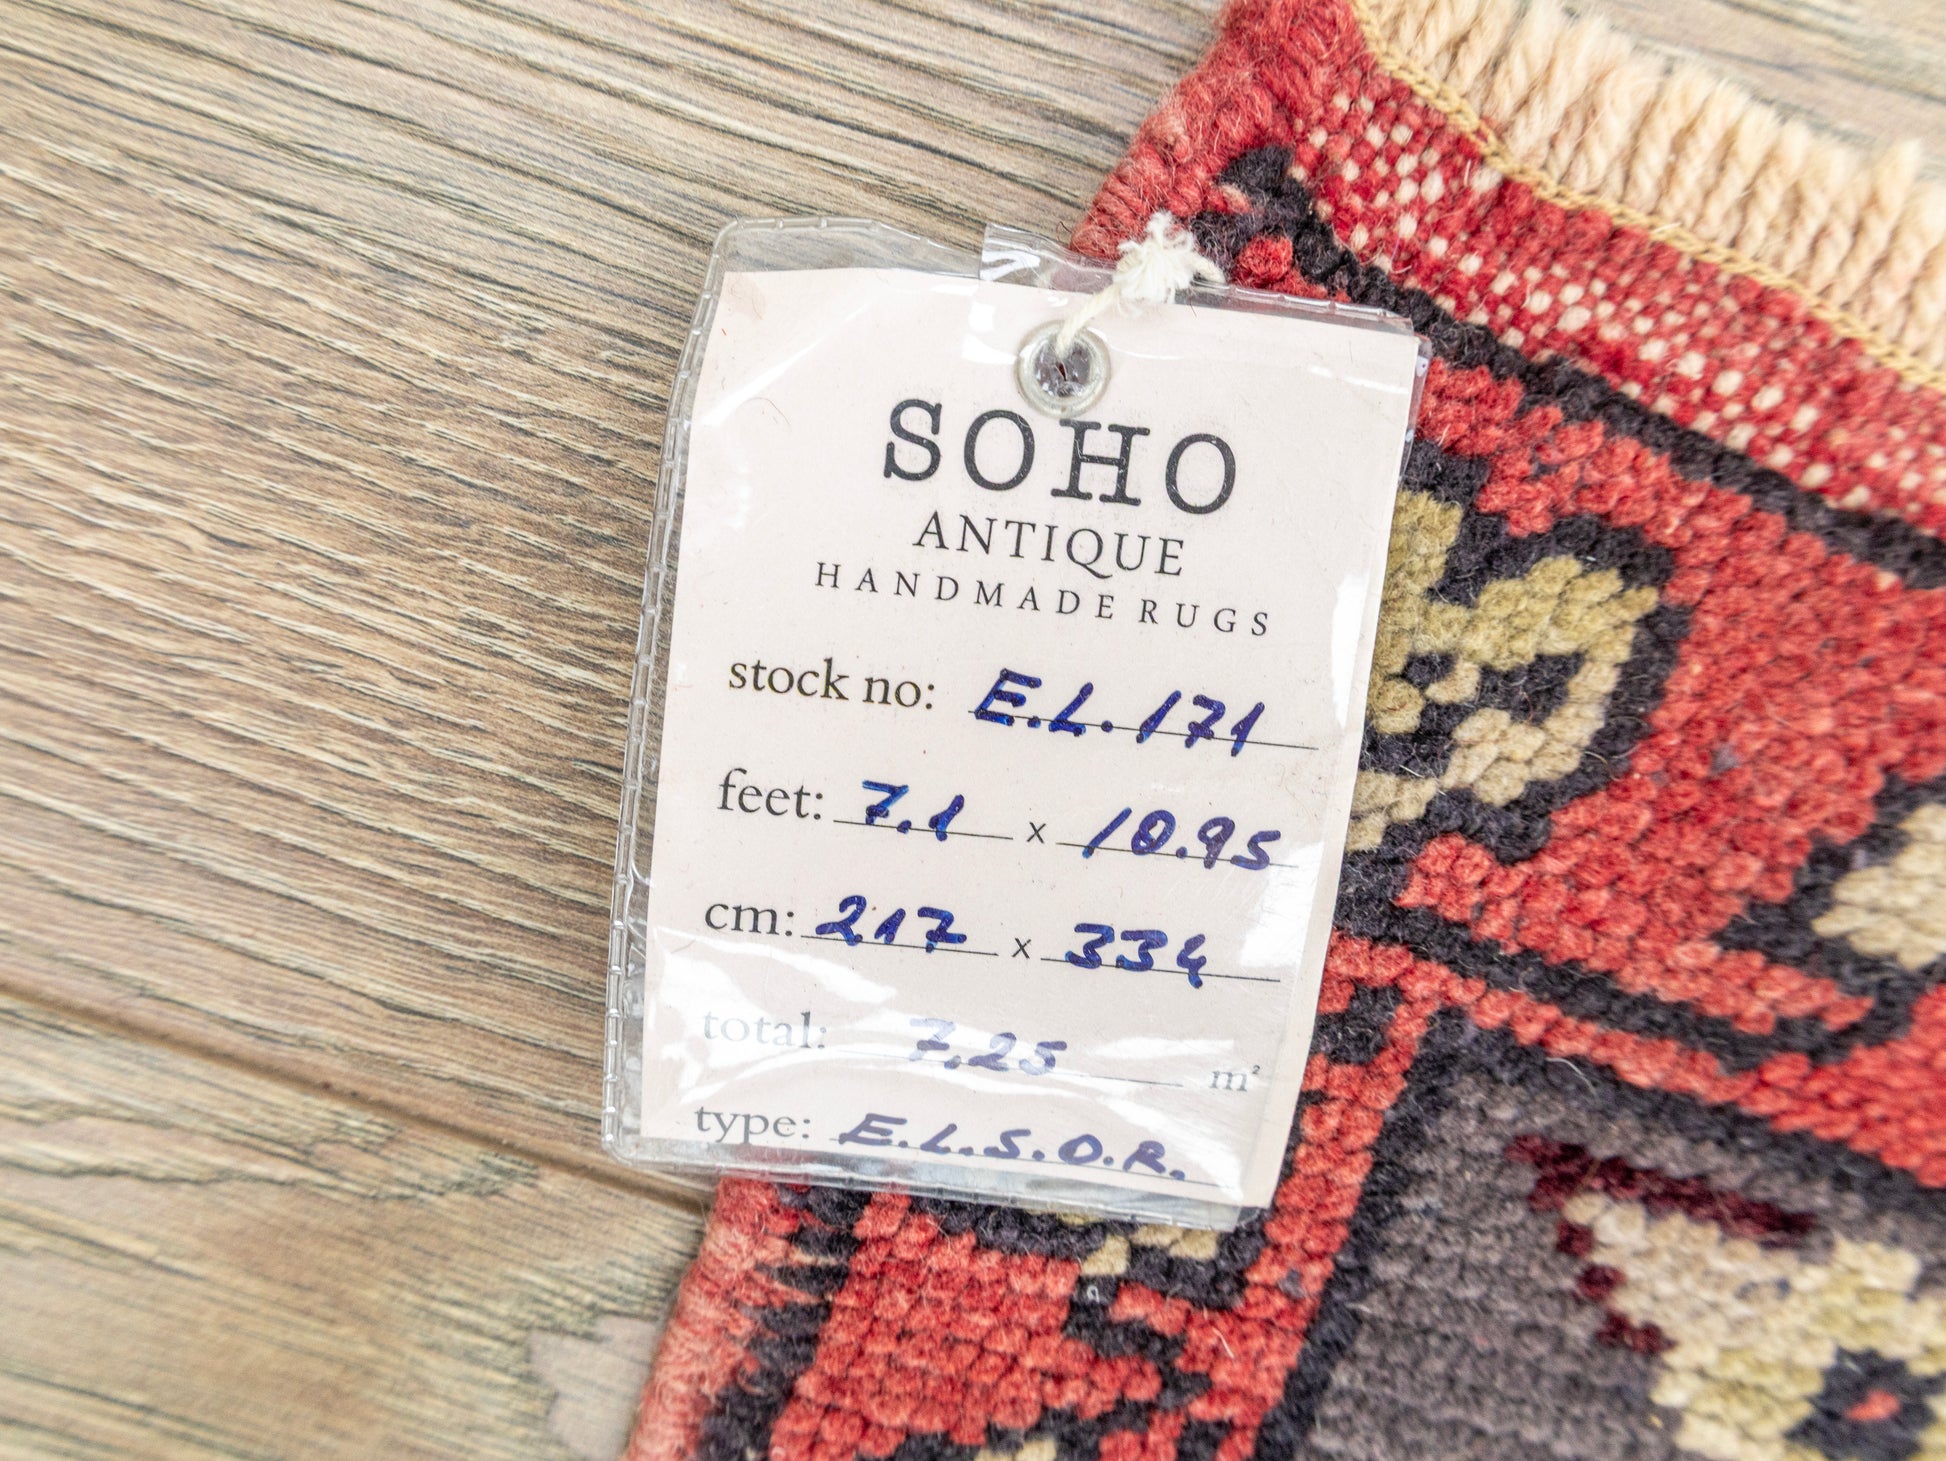 SOHO
ANTIQUE
HANDMADE RUGS
stock no: E.L.171
feet: 7.1 x 10.95
cm: 217 x 334
total: 7.25 m²
type: E.L.S.O.R.